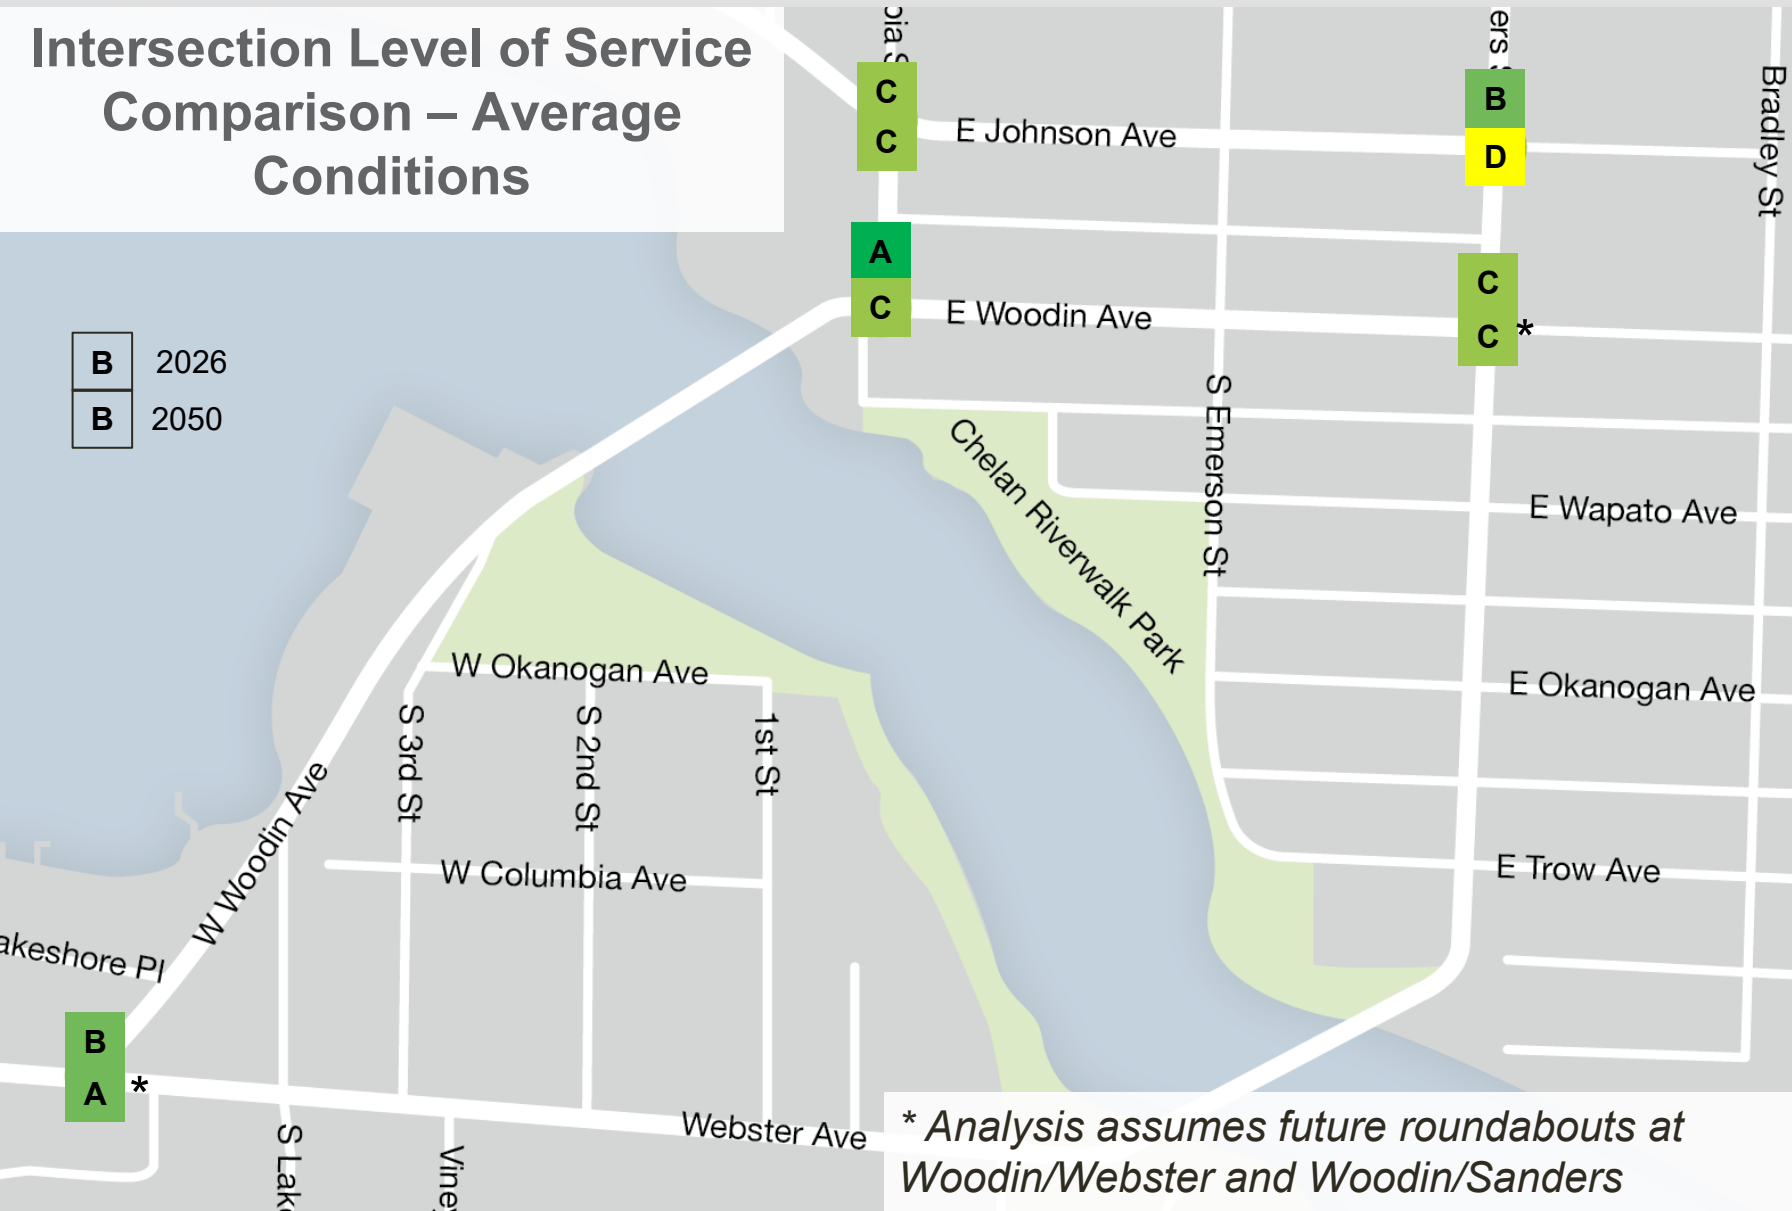 Intersection Level of Service
Comparison – Average
Conditions
B 2026
B 2050
C
C
E Johnson Ave
B
D
Bradley St
A
C
E Woodin Ave
C
C *
S Emerson St
Chelan Riverwalk Park
E Wapato Ave
E Okanogan Ave
E Trow Ave
W Okanogan Ave
S 3rd St
S 2nd St
1st St
W Columbia Ave
W Woodin Ave
akeshore Pl
B
A *
Webster Ave
S Lake
Viney
* Analysis assumes future roundabouts at
Woodin/Webster and Woodin/Sanders